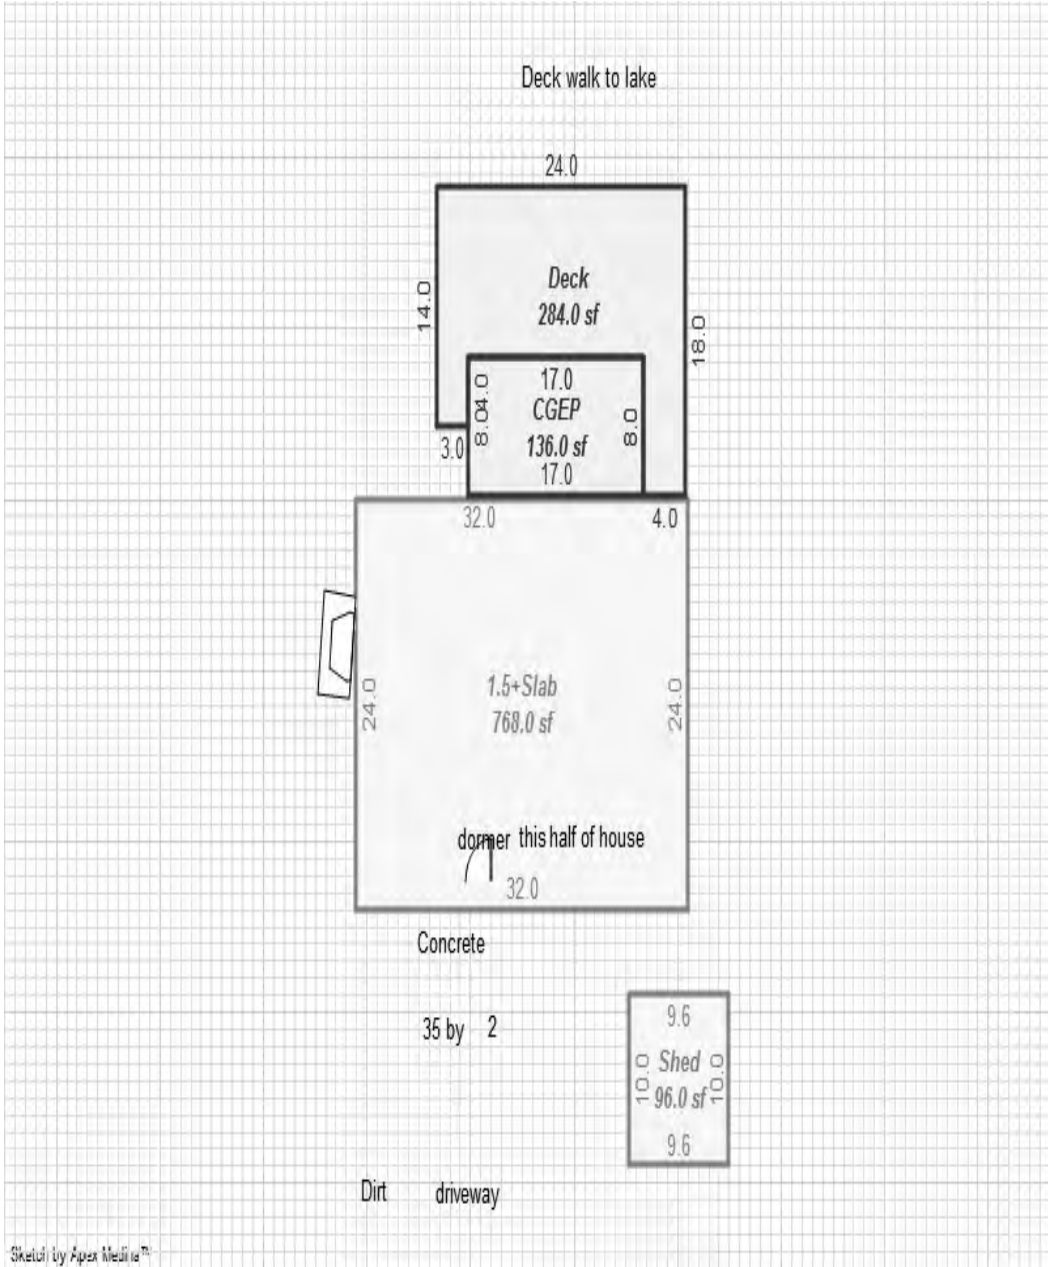 Deck walk to lake
24.0
Deck
284.0 sf
14.0
18.0
17.0
4.0
8.0
CGEP
8.0
136.0 sf
3.0
17.0
32.0
4.0
1.5+Slab
768.0 sf
24.0
24.0
dormer this half of house
32.0
Concrete
35 by 2
9.6
Shed
10.0
10.0
96.0 sf
9.6
Dirt driveway
Sketch by Apex Medina™